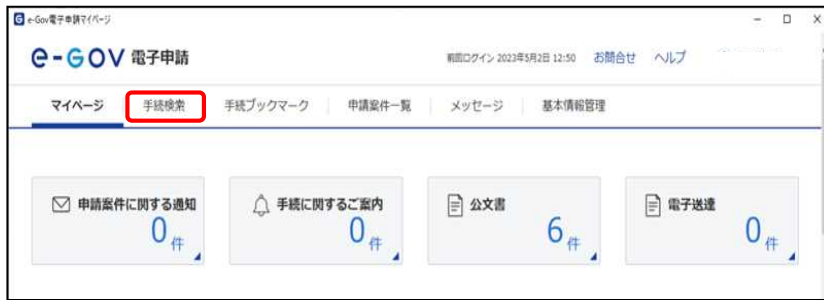 e-Gov電子申請マイページ
e-GOV 電子申請
前回ログイン 2023年5月2日 12:50 お問合せ ヘルプ
マイページ 手続検索 手続ブックマーク 申請案件一覧 メッセージ 基本情報管理
申請案件に関する通知 手続に関するご案内 公文書 電子送達
0件 0件 6件 0件